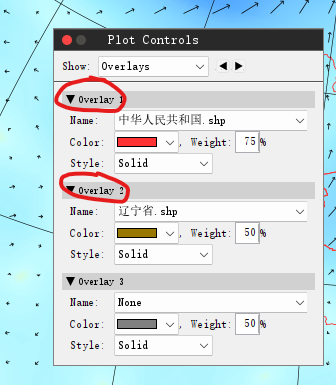 Plot Controls
Show: Overlays
Overlay 1
Name: 中华人民共和国.shp
Color: , Weight: 75 %
Style: Solid
Overlay 2
Name: 辽宁省.shp
Color: , Weight: 50 %
Style: Solid
Overlay 3
Name: None
Color: , Weight: 50 %
Style: Solid